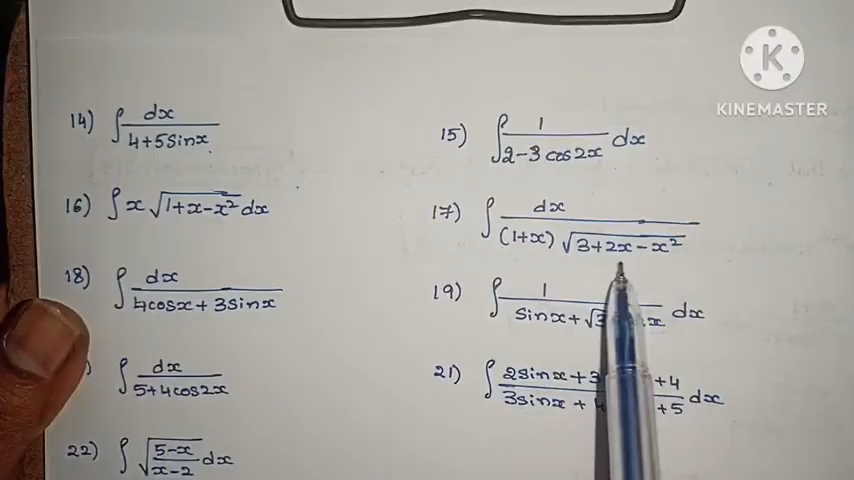 K
KINEMASTER
14) ∫ dx / (4+5sinx)
15) ∫ 1 / (2-3cos2x) dx
16) ∫ x √(1+x-x²) dx
17) ∫ dx / ((1+x) √(3+2x-x²))
18) ∫ dx / (4cosx+3sinx)
19) ∫ 1 / (sinx+√3 x) dx
) ∫ dx / (5+4cos2x)
21) ∫ (2sinx+3 +4) / (3sinx+4 +5) dx
22) ∫ √((5-x)/(x-2)) dx